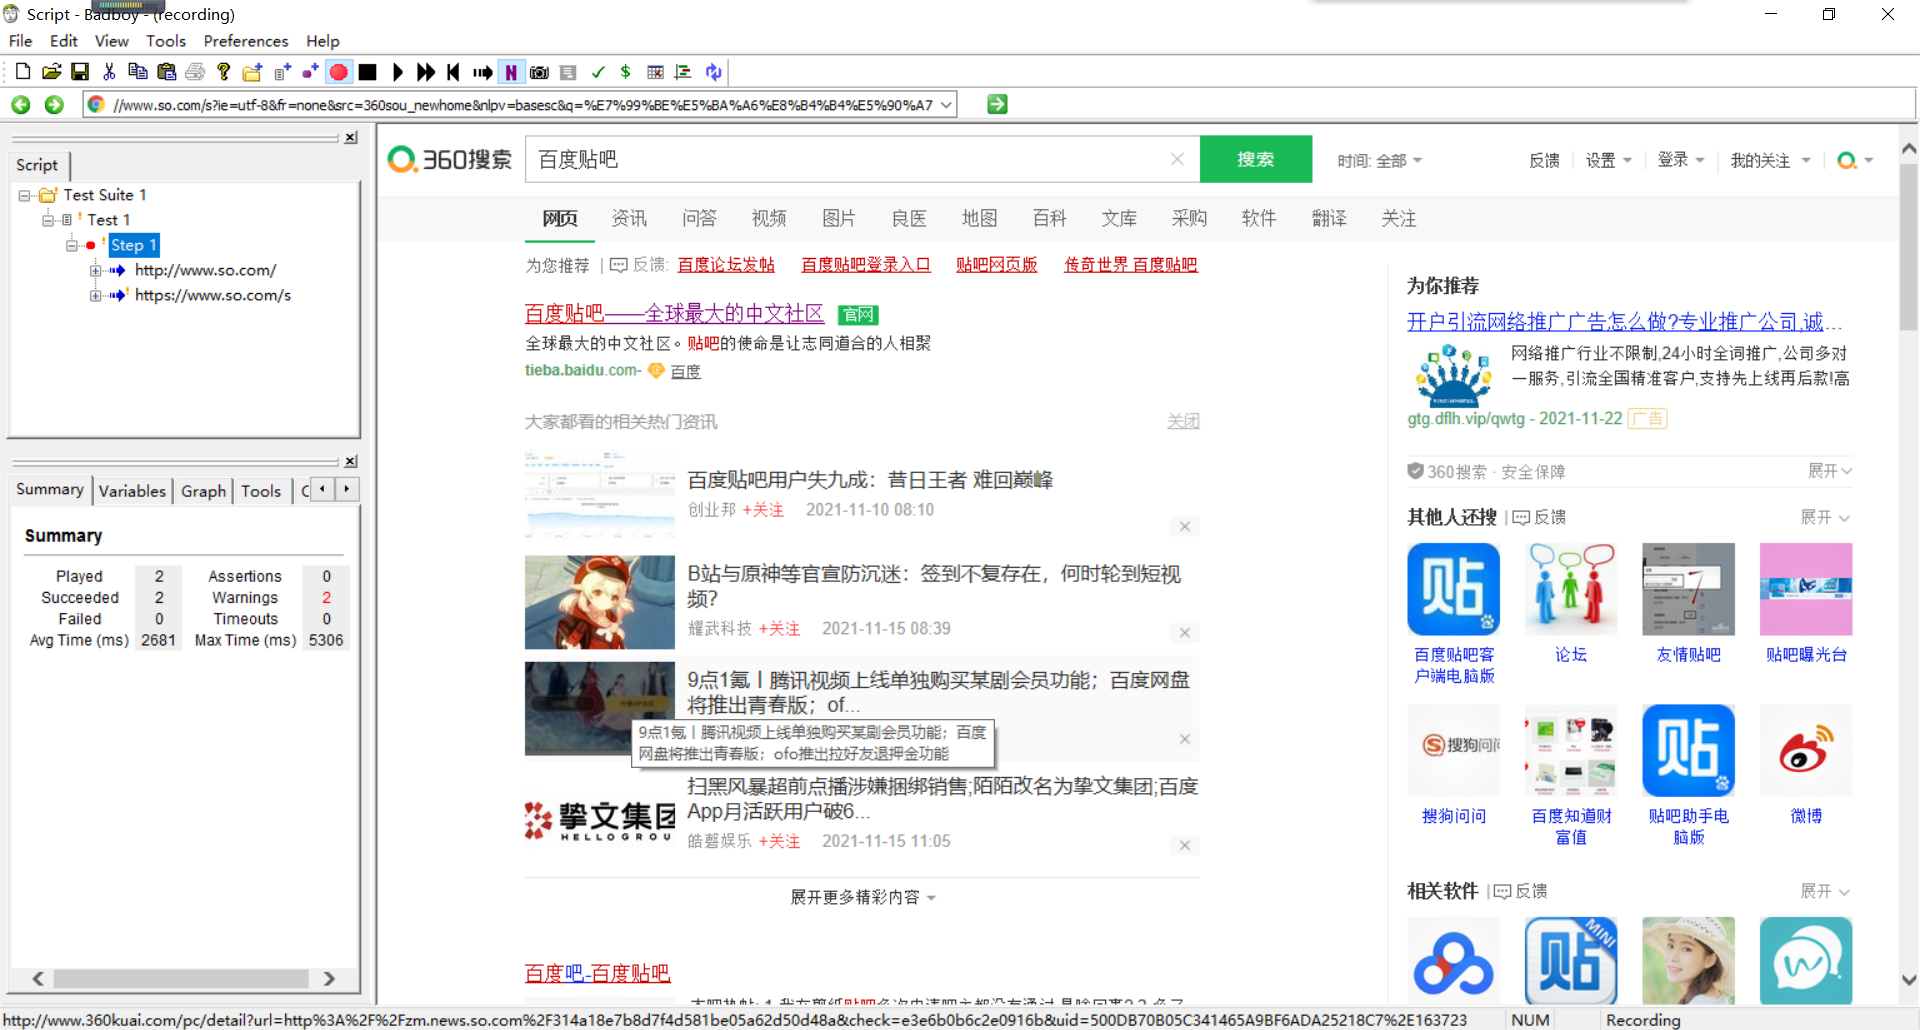 Script - Badboy - (recording)
File Edit View Tools Preferences Help
//www.so.com/s?ie=utf-8&fr=none&src=360sou_newhome&nlpv=basesc&q=%E7%99%BE%E5%BA%A6%E8%B4%B4%E5%90%A7
Script
Test Suite 1
Test 1
Step 1
http://www.so.com/
https://www.so.com/s
Summary Variables Graph Tools
Summary
Played 2 Assertions 0
Succeeded 2 Warnings 2
Failed 0 Timeouts 0
Avg Time (ms) 2681 Max Time (ms) 5306
360搜索 百度贴吧 搜索 时间: 全部 反馈 设置 登录 我的关注
网页 资讯 问答 视频 图片 良医 地图 百科 文库 采购 软件 翻译 关注
为您推荐 反馈: 百度论坛发帖 百度贴吧登录入口 贴吧网页版 传奇世界 百度贴吧
百度贴吧——全球最大的中文社区 官网
全球最大的中文社区。贴吧的使命是让志同道合的人相聚
tieba.baidu.com- 百度
大家都看的相关热门资讯 关闭
百度贴吧用户失九成：昔日王者 难回巅峰
创业邦 +关注 2021-11-10 08:10
B站与原神等官宣防沉迷：签到不复存在，何时轮到短视
频?
耀武科技 +关注 2021-11-15 08:39
9点1氪丨腾讯视频上线单独购买某剧会员功能；百度网盘
将推出青春版；of...
9点1氪丨腾讯视频上线单独购买某剧会员功能；百度
网盘将推出青春版；ofo推出拉好友退押金功能
挚文集团
HELLOGROU
扫黑风暴超前点播涉嫌捆绑销售;陌陌改名为挚文集团;百度
App月活跃用户破6...
皓磬娱乐 +关注 2021-11-15 11:05
展开更多精彩内容
百度吧-百度贴吧
为你推荐
开户引流网络推广广告怎么做?专业推广公司,诚...
网络推广行业不限制,24小时全词推广,公司多对
一服务,引流全国精准客户,支持先上线再后款!高
gtg.dflh.vip/qwtg - 2021-11-22 广告
360搜索 · 安全保障 展开
其他人还搜 反馈 展开
贴
百度贴吧客
户端电脑版
论坛
友情贴吧
贴吧曝光台
搜狗问问
搜狗问问
百度知道财
富值
贴
贴吧助手电
脑版
微博
相关软件 反馈 展开
贴 MINI
http://www.360kuai.com/pc/detail?url=http%3A%2F%2Fzm.news.so.com%2F314a18e7b8d7f4d581be05a62d50d48a&check=e3e6b0b6c2e0916b&uid=500DB70B05C341465A9BF6ADA25218C7%2E163723
NUM Recording